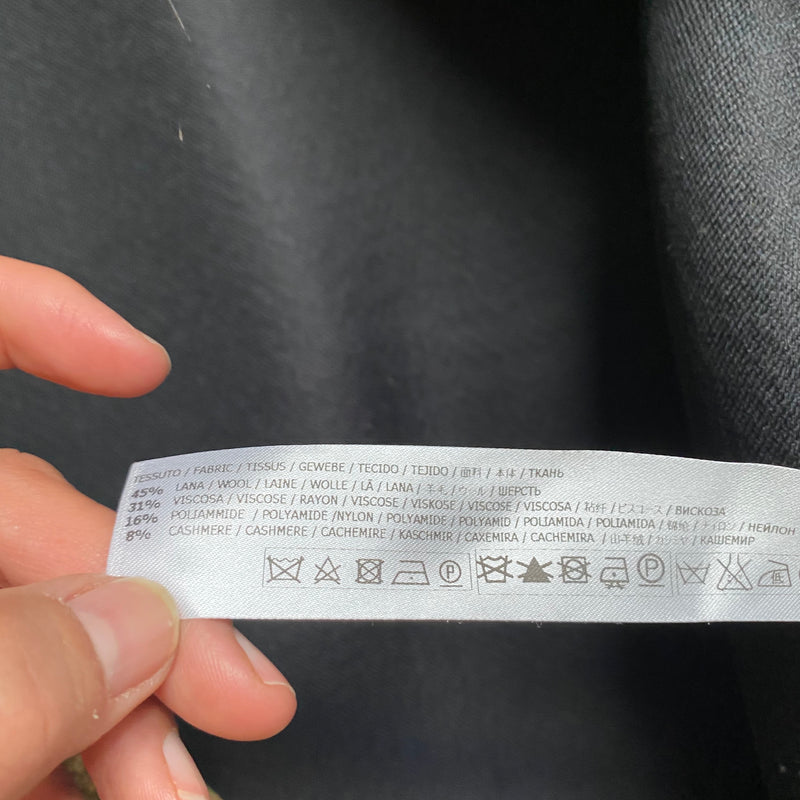 TESSUTO / FABRIC / TISSUS / GEWEBE / TECIDO / TEJIDO / 面料 / 本体 / ТКАНЬ
45% LANA / WOOL / LAINE / WOLLE / LÃ / LANA / 羊毛 / ウール / ШЕРСТЬ
31% VISCOSA / VISCOSE / RAYON / VISCOSE / VISKOSE / VISCOSE / VISCOSA / 粘纤 / ビスコース / ВИСКОЗА
16% POLIAMMIDE / POLYAMIDE /NYLON / POLYAMIDE / POLYAMID / POLIAMIDA / POLIAMIDA / 锦纶 / ナイロン / НЕЙЛОН
8% CASHMERE / CASHMERE / CACHEMIRE / KASCHMIR / CAXEMIRA / CACHEMIRA / 山羊绒 / カシミヤ / КАШЕМИР
P P 低